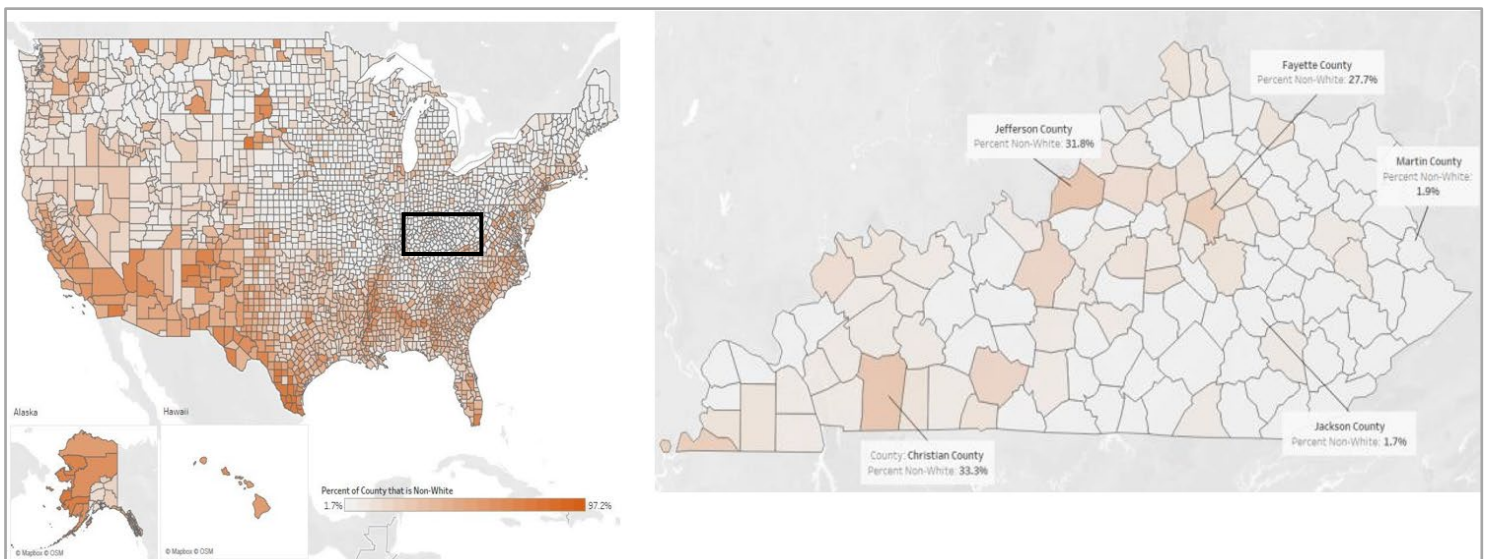 Alaska
Hawaii
© Mapbox © OSM
© Mapbox © OSM
Percent of County that is Non-White
1.7%
97.2%
Fayette County
Percent Non-White: 27.7%
Jefferson County
Percent Non-White: 31.8%
Martin County
Percent Non-White:
1.9%
Jackson County
Percent Non-White: 1.7%
County: Christian County
Percent Non-White: 33.3%